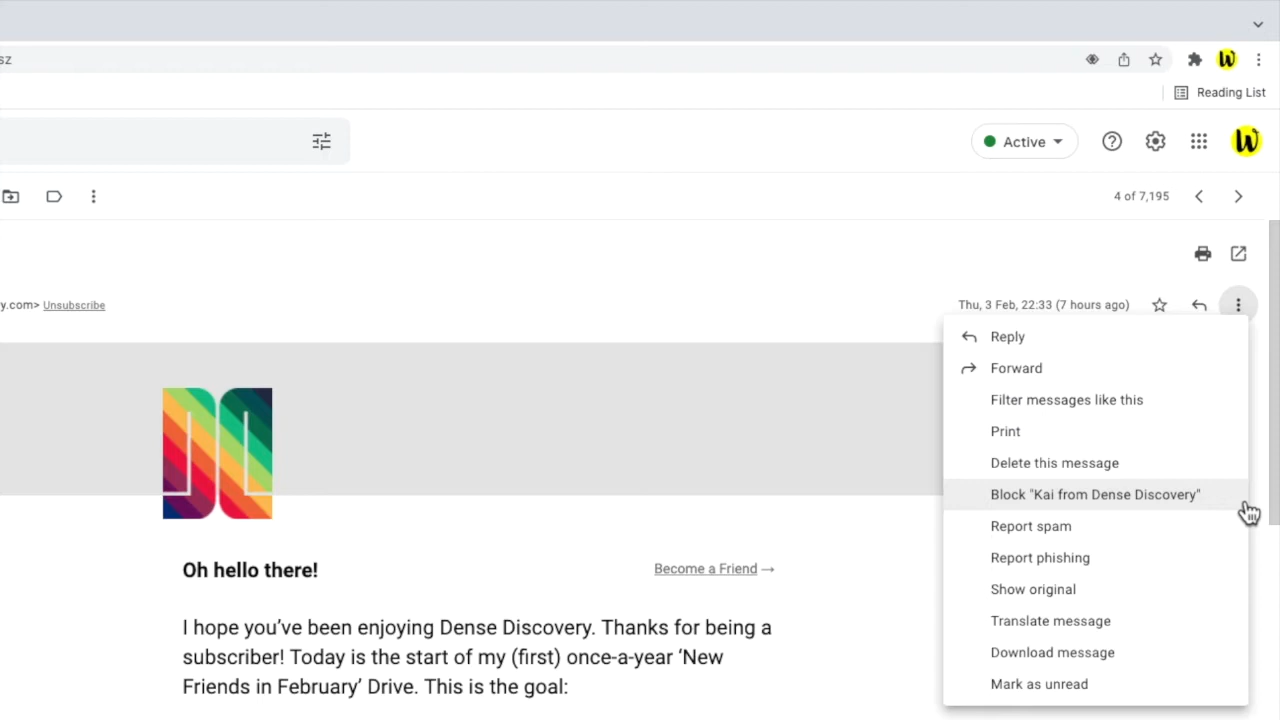 sz
Reading List
Active
4 of 7,195
y.com> Unsubscribe
Thu, 3 Feb, 22:33 (7 hours ago)
Reply
Forward
Filter messages like this
Print
Delete this message
Block "Kai from Dense Discovery"
Report spam
Report phishing
Show original
Translate message
Download message
Mark as unread
Oh hello there!
Become a Friend →
I hope you’ve been enjoying Dense Discovery. Thanks for being a
subscriber! Today is the start of my (first) once-a-year ‘New
Friends in February’ Drive. This is the goal: